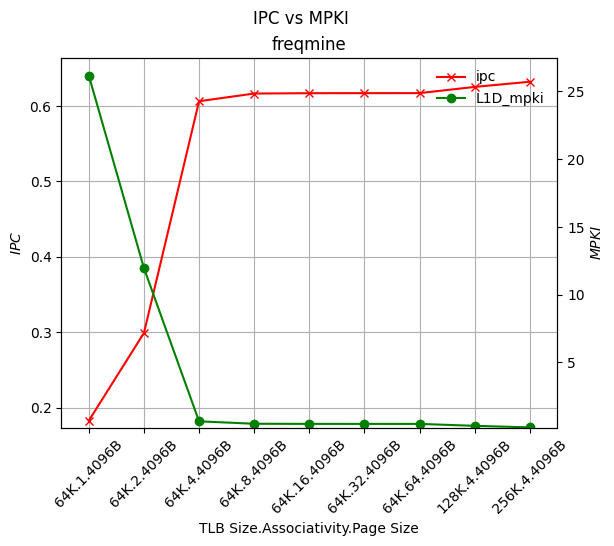 IPC vs MPKI
freqmine
ipc
L1D_mpki
0.6
0.5
0.4
0.3
0.2
IPC
25
20
15
10
5
MPKI
64K.1.4096B
64K.2.4096B
64K.4.4096B
64K.8.4096B
64K.16.4096B
64K.32.4096B
64K.64.4096B
128K.4.4096B
256K.4.4096B
TLB Size.Associativity.Page Size